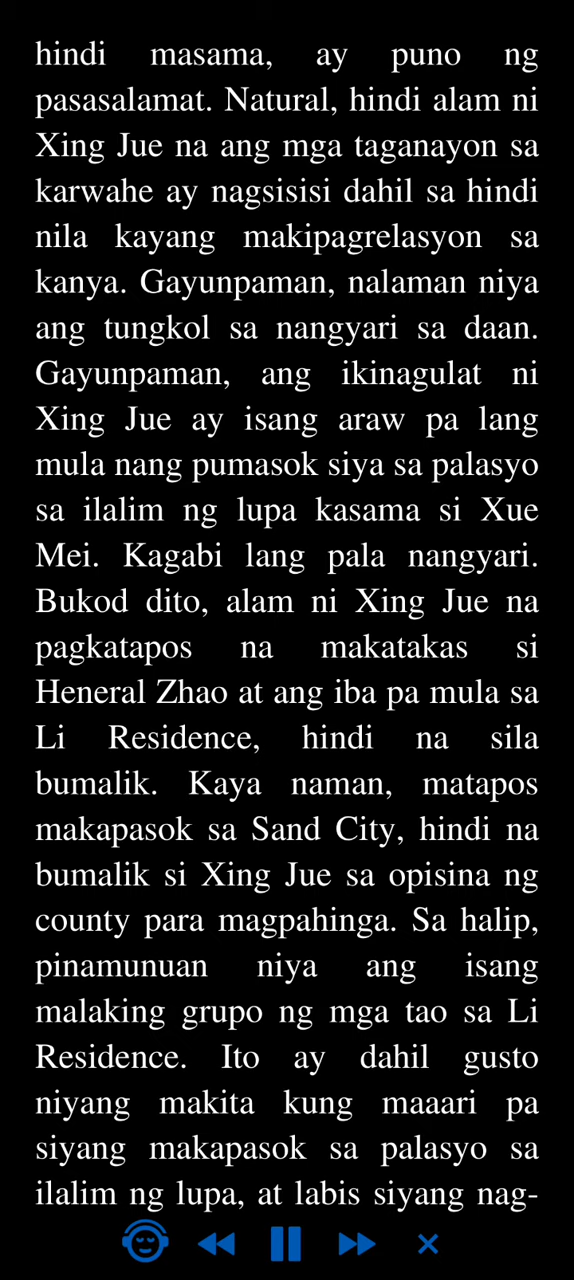 hindi masama, ay puno ng
pasasalamat. Natural, hindi alam ni
Xing Jue na ang mga taganayon sa
karwahe ay nagsisisi dahil sa hindi
nila kayang makipagrelasyon sa
kanya. Gayunpaman, nalaman niya
ang tungkol sa nangyari sa daan.
Gayunpaman, ang ikinagulat ni
Xing Jue ay isang araw pa lang
mula nang pumasok siya sa palasyo
sa ilalim ng lupa kasama si Xue
Mei. Kagabi lang pala nangyari.
Bukod dito, alam ni Xing Jue na
pagkatapos na makatakas si
Heneral Zhao at ang iba pa mula sa
Li Residence, hindi na sila
bumalik. Kaya naman, matapos
makapasok sa Sand City, hindi na
bumalik si Xing Jue sa opisina ng
county para magpahinga. Sa halip,
pinamunuan niya ang isang
malaking grupo ng mga tao sa Li
Residence. Ito ay dahil gusto
niyang makita kung maaari pa
siyang makapasok sa palasyo sa
ilalim ng lupa, at labis siyang nag-